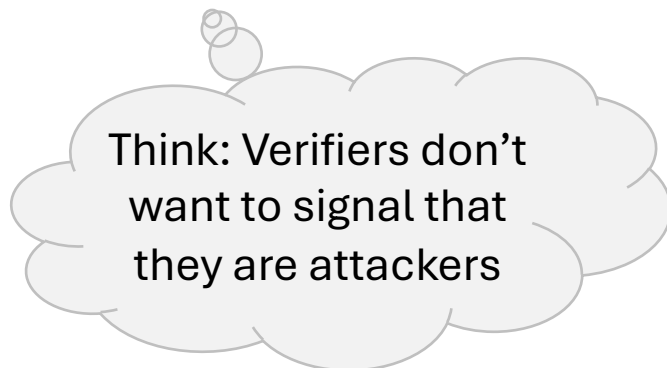 Think: Verifiers don’t
want to signal that
they are attackers